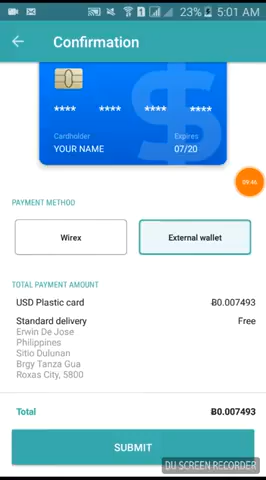 23% 5:01 AM
Confirmation
**** **** **** ****
Cardholder Expires
YOUR NAME 07/20
09:46
PAYMENT METHOD
Wirex External wallet
TOTAL PAYMENT AMOUNT
USD Plastic card Ƀ0.007493
Standard delivery Free
Erwin De Jose
Philippines
Sitio Dulunan
Brgy Tanza Gua
Roxas City, 5800
Total Ƀ0.007493
SUBMIT
DU SCREEN RECORDER